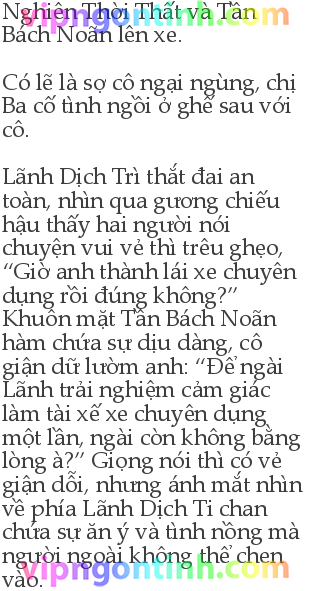 Nghiên Thời Thất và Tần
Bách Noãn lên xe.
Có lẽ là sợ cô ngại ngùng, chị
Ba cố tình ngồi ở ghế sau với
cô.
Lãnh Dịch Trì thắt đai an
toàn, nhìn qua gương chiếu
hậu thấy hai người nói
chuyện vui vẻ thì trêu ghẹo,
“Giờ anh thành lái xe chuyên
dụng rồi đúng không?”
Khuôn mặt Tần Bách Noãn
hàm chứa sự dịu dàng, cô
giận dữ lườm anh: “Để ngài
Lãnh trải nghiệm cảm giác
làm tài xế xe chuyên dụng
một lần, ngài còn không bằng
lòng à?” Giọng nói thì có vẻ
giận dỗi, nhưng ánh mắt nhìn
về phía Lãnh Dịch Ti chan
chứa sự ăn ý và tình nồng mà
người ngoài không thể chen
vào.
vipngontinh.com
vipngontinh.com